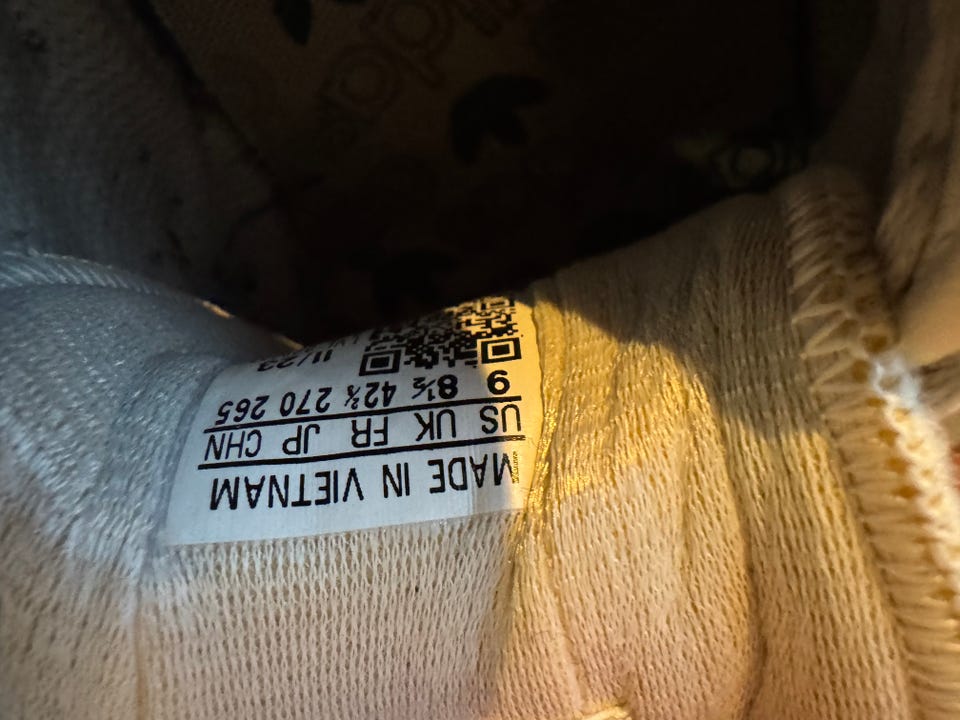 MADE IN VIETNAM
US UK FR JP CHN
9 8½ 42⅔ 270 265
11/23